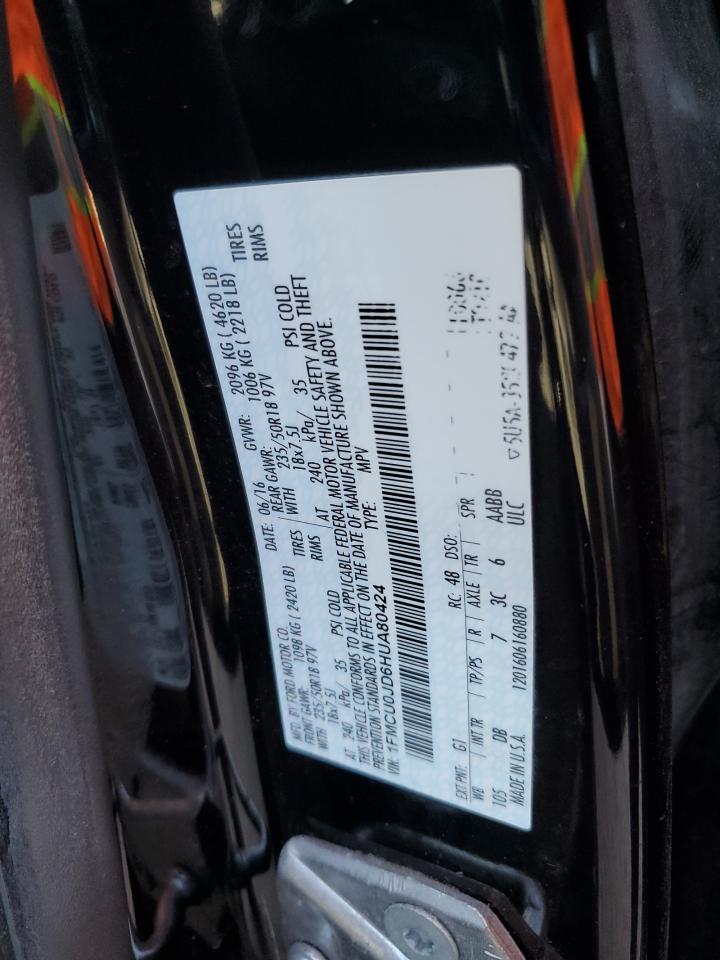 MFD. BY FORD MOTOR CO. DATE: 06/16 GVWR: 2096 KG ( 4620 LB)
FRONT GAWR: 1098 KG ( 2420 LB) REAR GAWR: 1006 KG ( 2218 LB)
WITH 235/50R18 97V TIRES WITH 235/50R18 97V TIRES
18x7.5J RIMS 18x7.5J RIMS
AT 240 kPa/ 35 PSI COLD AT 240 kPa/ 35 PSI COLD
THIS VEHICLE CONFORMS TO ALL APPLICABLE FEDERAL MOTOR VEHICLE SAFETY AND THEFT
PREVENTION STANDARDS IN EFFECT ON THE DATE OF MANUFACTURE SHOWN ABOVE.
VIN: 1FMCU0JD6HUA80424 TYPE: MPV
EXT PNT: G1 RC: 48 DSO:
WB INT TR TP/PS R AXLE TR SPR
105 DB 7 3C 6 AABB
MADE IN U.S.A. 1201606160880 ULC